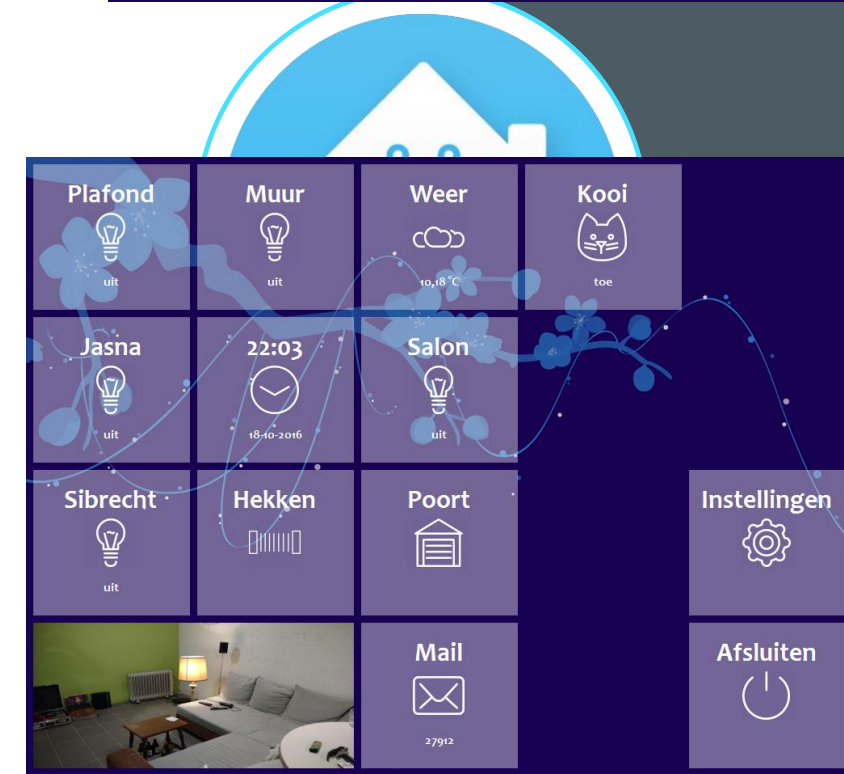 Plafond
uit
Muur
uit
Weer
10,18 °C
Kooi
toe
Jasna
uit
22:03
18-10-2016
Salon
uit
Sibrecht
uit
Hekken
Poort
Instellingen
Mail
27912
Afsluiten